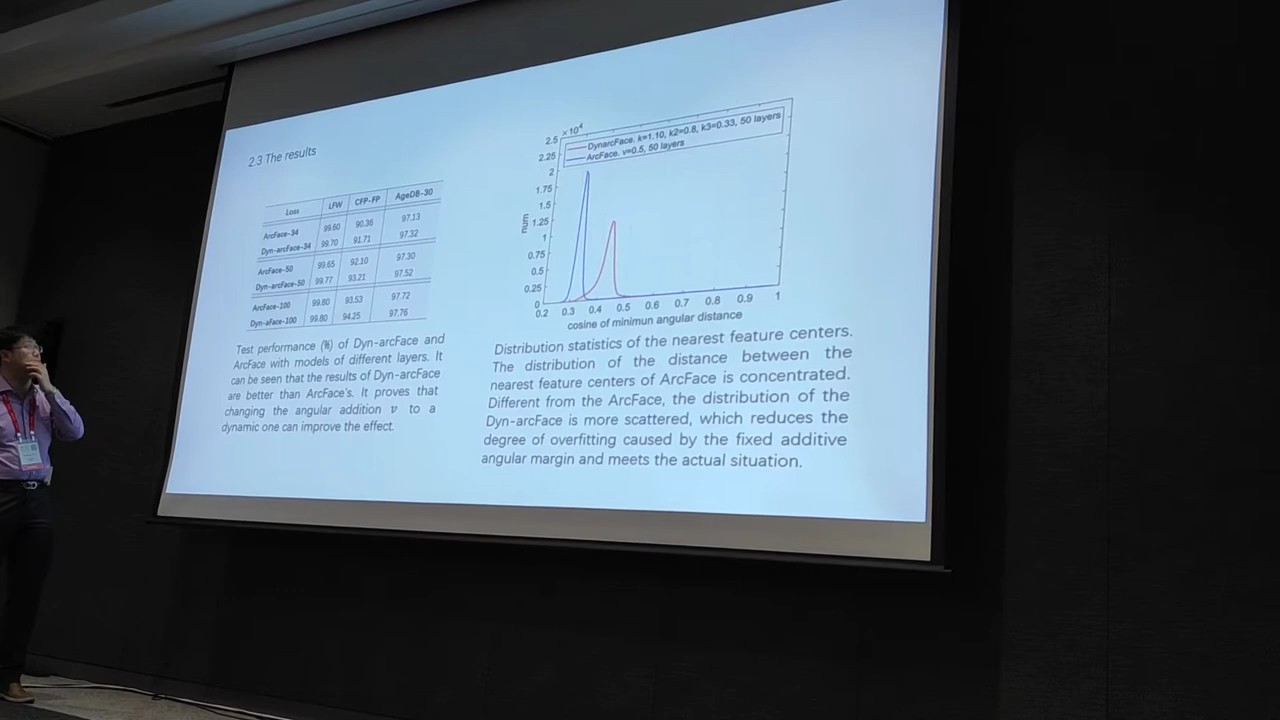 2.3 The results
Loss LFW CFP-FP AgeDB-30
ArcFace-34 99.60 90.36 97.13
Dyn-arcFace-34 99.70 91.71 97.32
ArcFace-50 99.65 92.10 97.30
Dyn-arcFace-50 99.77 93.21 97.52
ArcFace-100 99.80 93.53 97.72
Dyn-aFace-100 99.80 94.25 97.76
Test performance (%) of Dyn-arcFace and
ArcFace with models of different layers. It
can be seen that the results of Dyn-arcFace
are better than ArcFace's. It proves that
changing the angular addition v to a
dynamic one can improve the effect.
×10⁴
DynarcFace. k=1.10, k2=0.8, k3=0.33, 50 layers
ArcFace. v=0.5, 50 layers
2.5
2.25
2
1.75
1.5
1.25
1
0.75
0.5
0.25
0
num
0.2 0.3 0.4 0.5 0.6 0.7 0.8 0.9 1
cosine of minimun angular distance
Distribution statistics of the nearest feature centers.
The distribution of the distance between the
nearest feature centers of ArcFace is concentrated.
Different from the ArcFace, the distribution of the
Dyn-arcFace is more scattered, which reduces the
degree of overfitting caused by the fixed additive
angular margin and meets the actual situation.